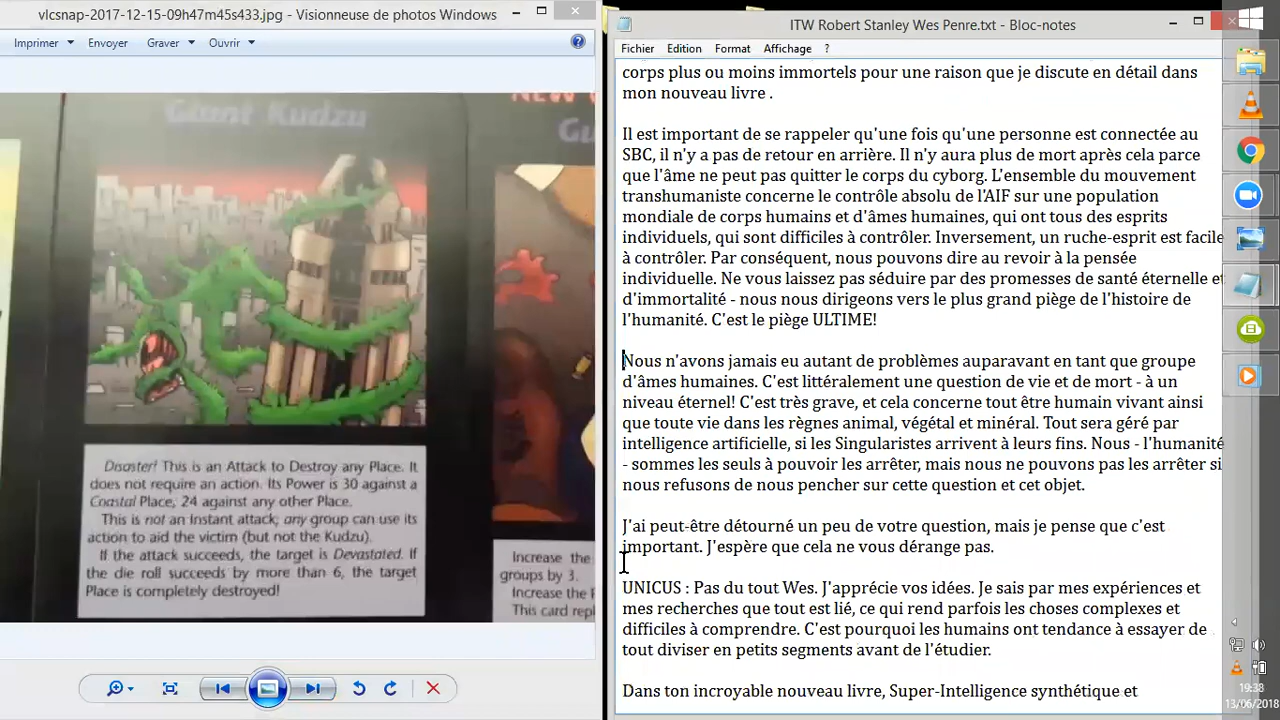 vlcsnap-2017-12-15-09h47m45s433.jpg - Visionneuse de photos Windows
Imprimer
Envoyer
Graver
Ouvrir
Giant Kudzu
NEW
Gu
Disaster! This is an Attack to Destroy any Place. It
does not require an action. Its Power is 30 against a
Coastal Place, 24 against any other Place.
This is not an Instant attack; any group can use its
action to aid the victim (but not the Kudzu).
If the attack succeeds, the target is Devastated. If
the die roll succeeds by more than 6, the target
Place is completely destroyed!
Increase the
groups by 3.
Increase the
This card
ITW Robert Stanley Wes Penre.txt - Bloc-notes
Fichier
Edition
Format
Affichage
?
corps plus ou moins immortels pour une raison que je discute en détail dans
mon nouveau livre .
Il est important de se rappeler qu'une fois qu'une personne est connectée au
SBC, il n'y a pas de retour en arrière. Il n'y aura plus de mort après cela parce
que l'âme ne peut pas quitter le corps du cyborg. L'ensemble du mouvement
transhumaniste concerne le contrôle absolu de l'AIF sur une population
mondiale de corps humains et d'âmes humaines, qui ont tous des esprits
individuels, qui sont difficiles à contrôler. Inversement, un ruche-esprit est facile
à contrôler. Par conséquent, nous pouvons dire au revoir à la pensée
individuelle. Ne vous laissez pas séduire par des promesses de santé éternelle et
d'immortalité - nous nous dirigeons vers le plus grand piège de l'histoire de
l'humanité. C'est le piège ULTIME!
Nous n'avons jamais eu autant de problèmes auparavant en tant que groupe
d'âmes humaines. C'est littéralement une question de vie et de mort - à un
niveau éternel! C'est très grave, et cela concerne tout être humain vivant ainsi
que toute vie dans les règnes animal, végétal et minéral. Tout sera géré par
intelligence artificielle, si les Singularistes arrivent à leurs fins. Nous - l'humanité
- sommes les seuls à pouvoir les arrêter, mais nous ne pouvons pas les arrêter si
nous refusons de nous pencher sur cette question et cet objet.
J'ai peut-être détourné un peu de votre question, mais je pense que c'est
important. J'espère que cela ne vous dérange pas.
UNICUS : Pas du tout Wes. J'apprécie vos idées. Je sais par mes expériences et
mes recherches que tout est lié, ce qui rend parfois les choses complexes et
difficiles à comprendre. C'est pourquoi les humains ont tendance à essayer de
tout diviser en petits segments avant de l'étudier.
Dans ton incroyable nouveau livre, Super-Intelligence synthétique et
19:38
13/06/2018